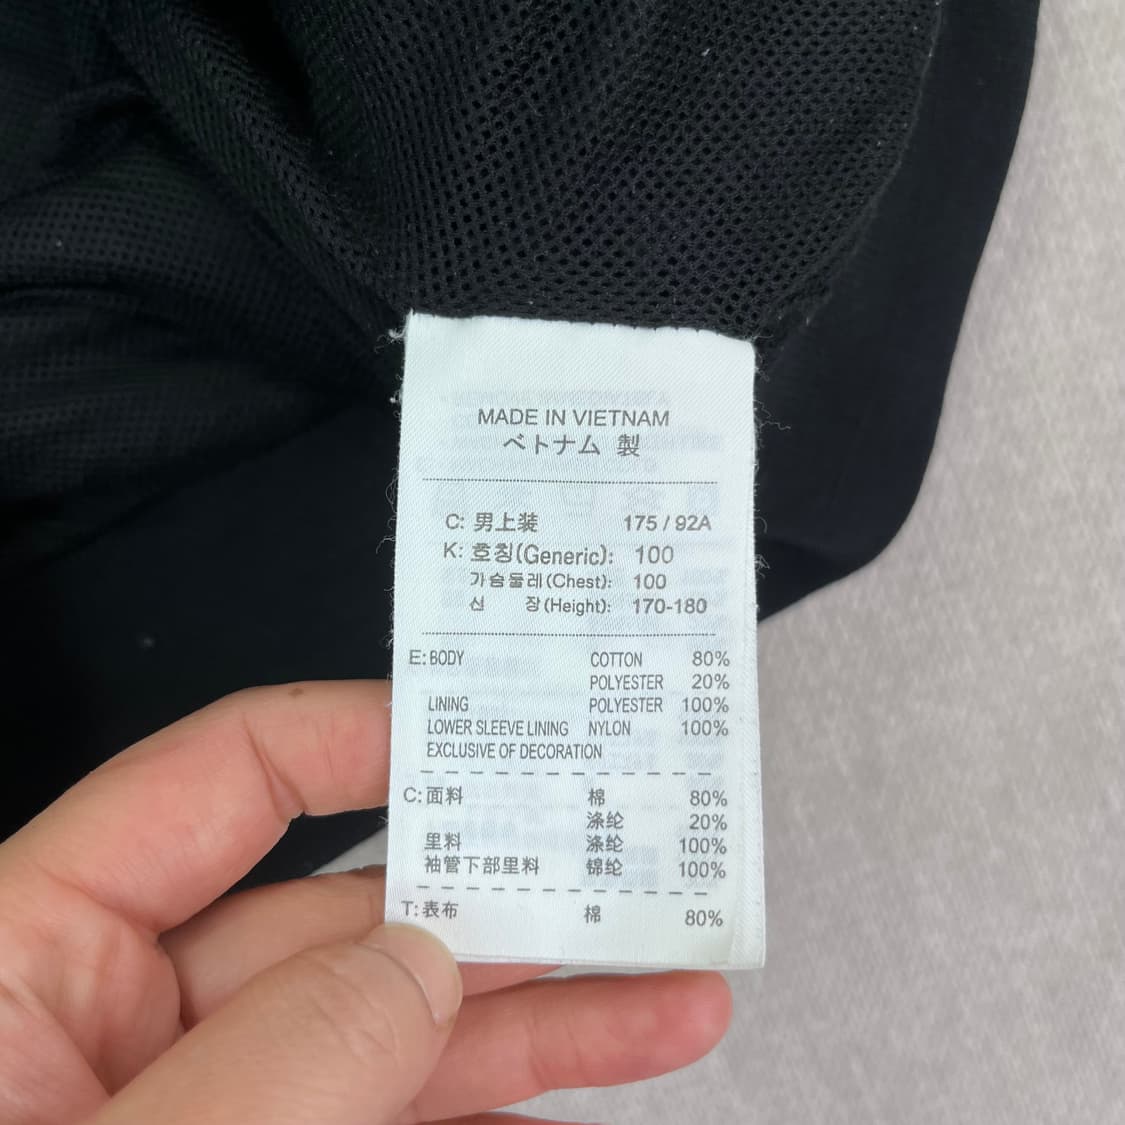 MADE IN VIETNAM
ベトナム 製
C: 男上装 175 / 92A
K: 호칭(Generic): 100
가슴둘레(Chest): 100
신 장(Height): 170-180
E: BODY COTTON 80%
POLYESTER 20%
LINING POLYESTER 100%
LOWER SLEEVE LINING NYLON 100%
EXCLUSIVE OF DECORATION
C: 面料 棉 80%
涤纶 20%
里料 涤纶 100%
袖管下部里料 锦纶 100%
T: 表布 棉 80%